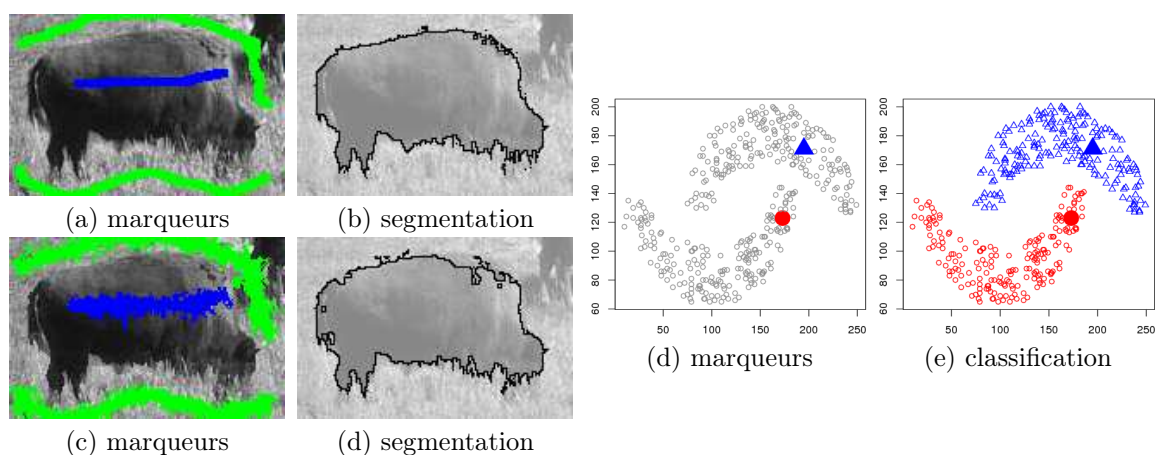 (a) marqueurs
(b) segmentation
(c) marqueurs
(d) segmentation
60 80 100 120 140 160 180 200
50 100 150 200 250
(d) marqueurs
60 80 100 120 140 160 180 200
50 100 150 200 250
(e) classification